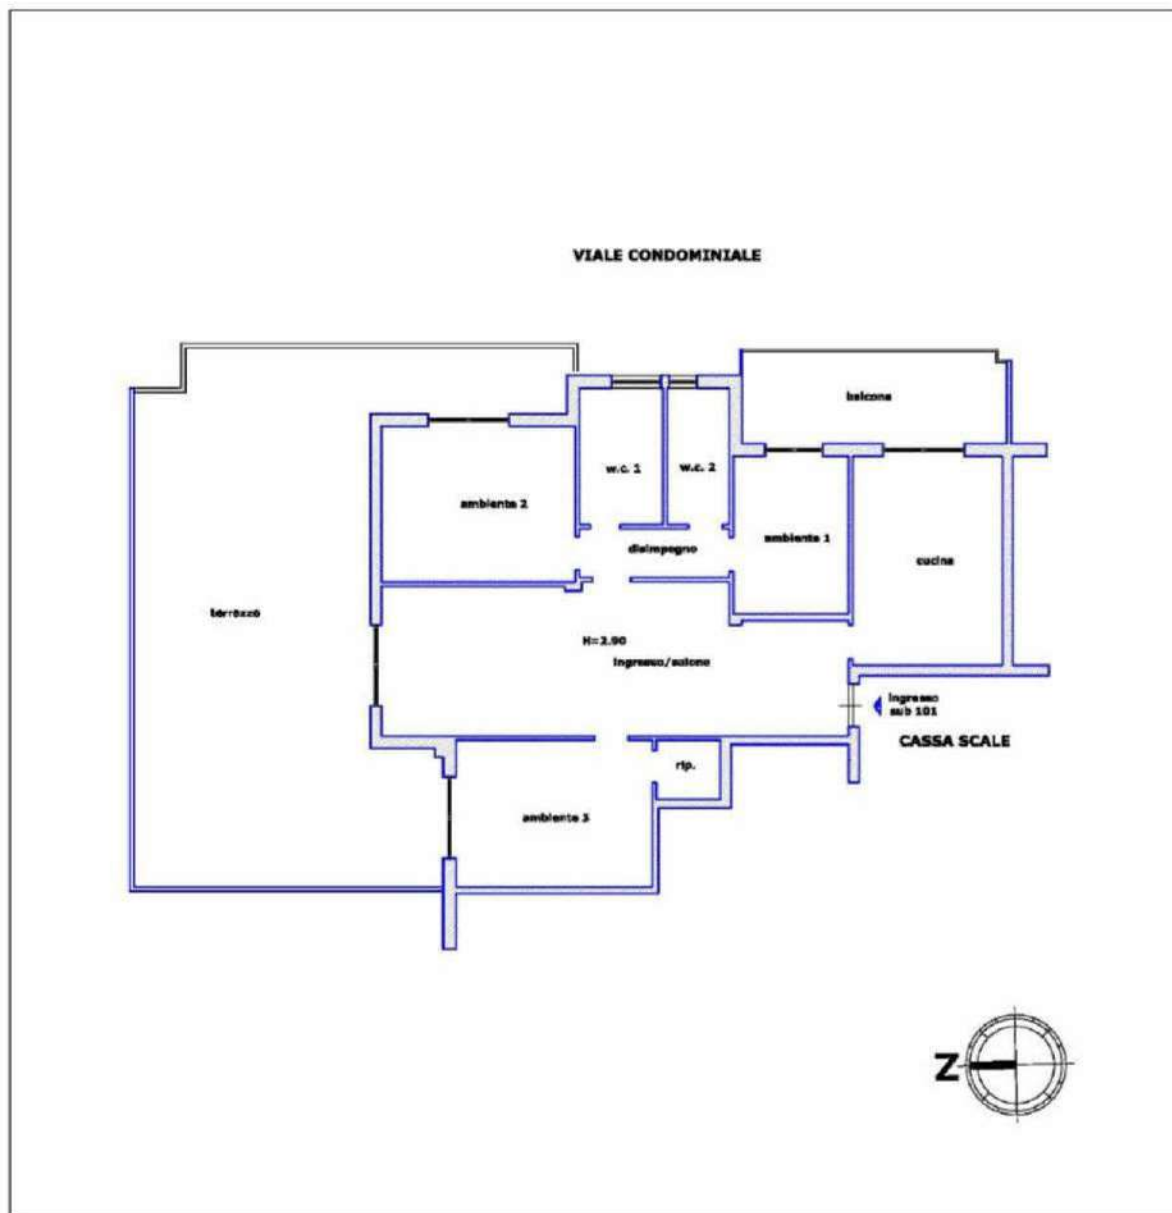 VIALE CONDOMINIALE
balcone
w.c. 1
w.c. 2
ambiente 2
ambiente 1
disimpegno
cucina
terrazzo
H=2.90
ingresso/salone
ingresso
sub 101
CASSA SCALE
rip.
ambiente 3
N